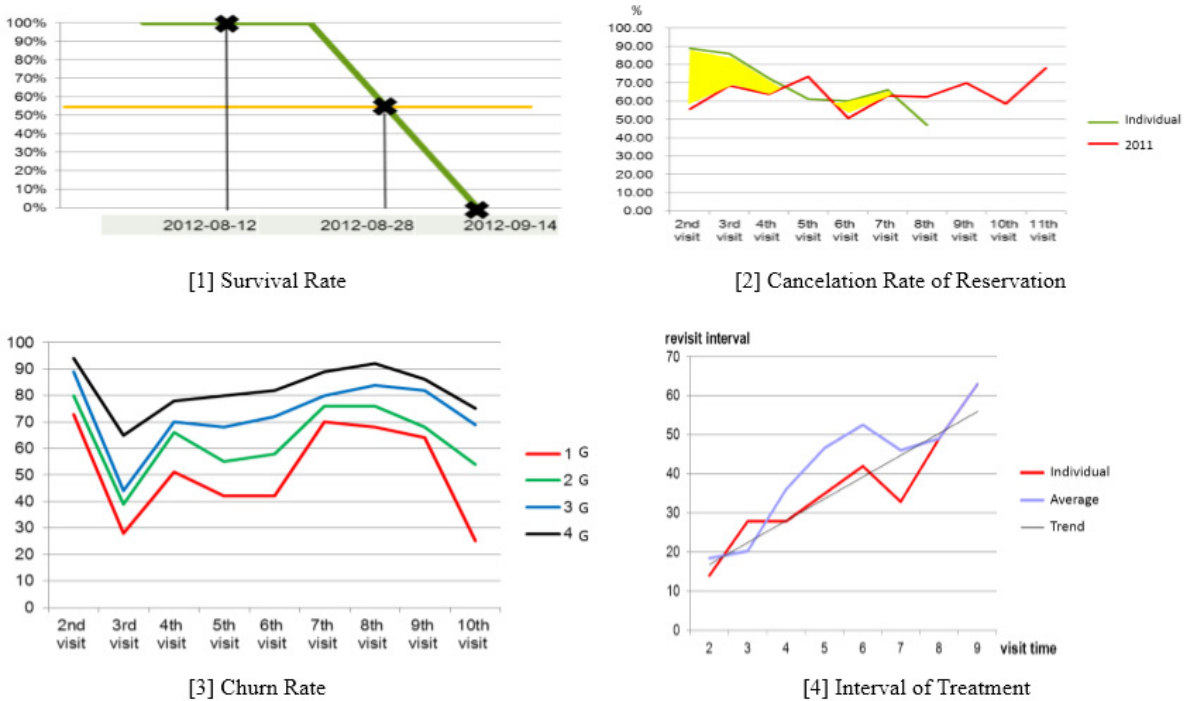 100%
90%
80%
70%
60%
50%
40%
30%
20%
10%
0%
2012-08-12 2012-08-28 2012-09-14
[1] Survival Rate
%
100.00
90.00
80.00
70.00
60.00
50.00
40.00
30.00
20.00
10.00
0.00
2nd 3rd 4th 5th 6th 7th 8th 9th 10th 11th
visit visit visit visit visit visit visit visit visit visit
Individual
2011
[2] Cancelation Rate of Reservation
100
90
80
70
60
50
40
30
20
10
0
2nd 3rd 4th 5th 6th 7th 8th 9th 10th
visit visit visit visit visit visit visit visit visit
1 G
2 G
3 G
4 G
[3] Churn Rate
revisit interval
70
60
50
40
30
20
10
0
2 3 4 5 6 7 8 9 visit time
Individual
Average
Trend
[4] Interval of Treatment